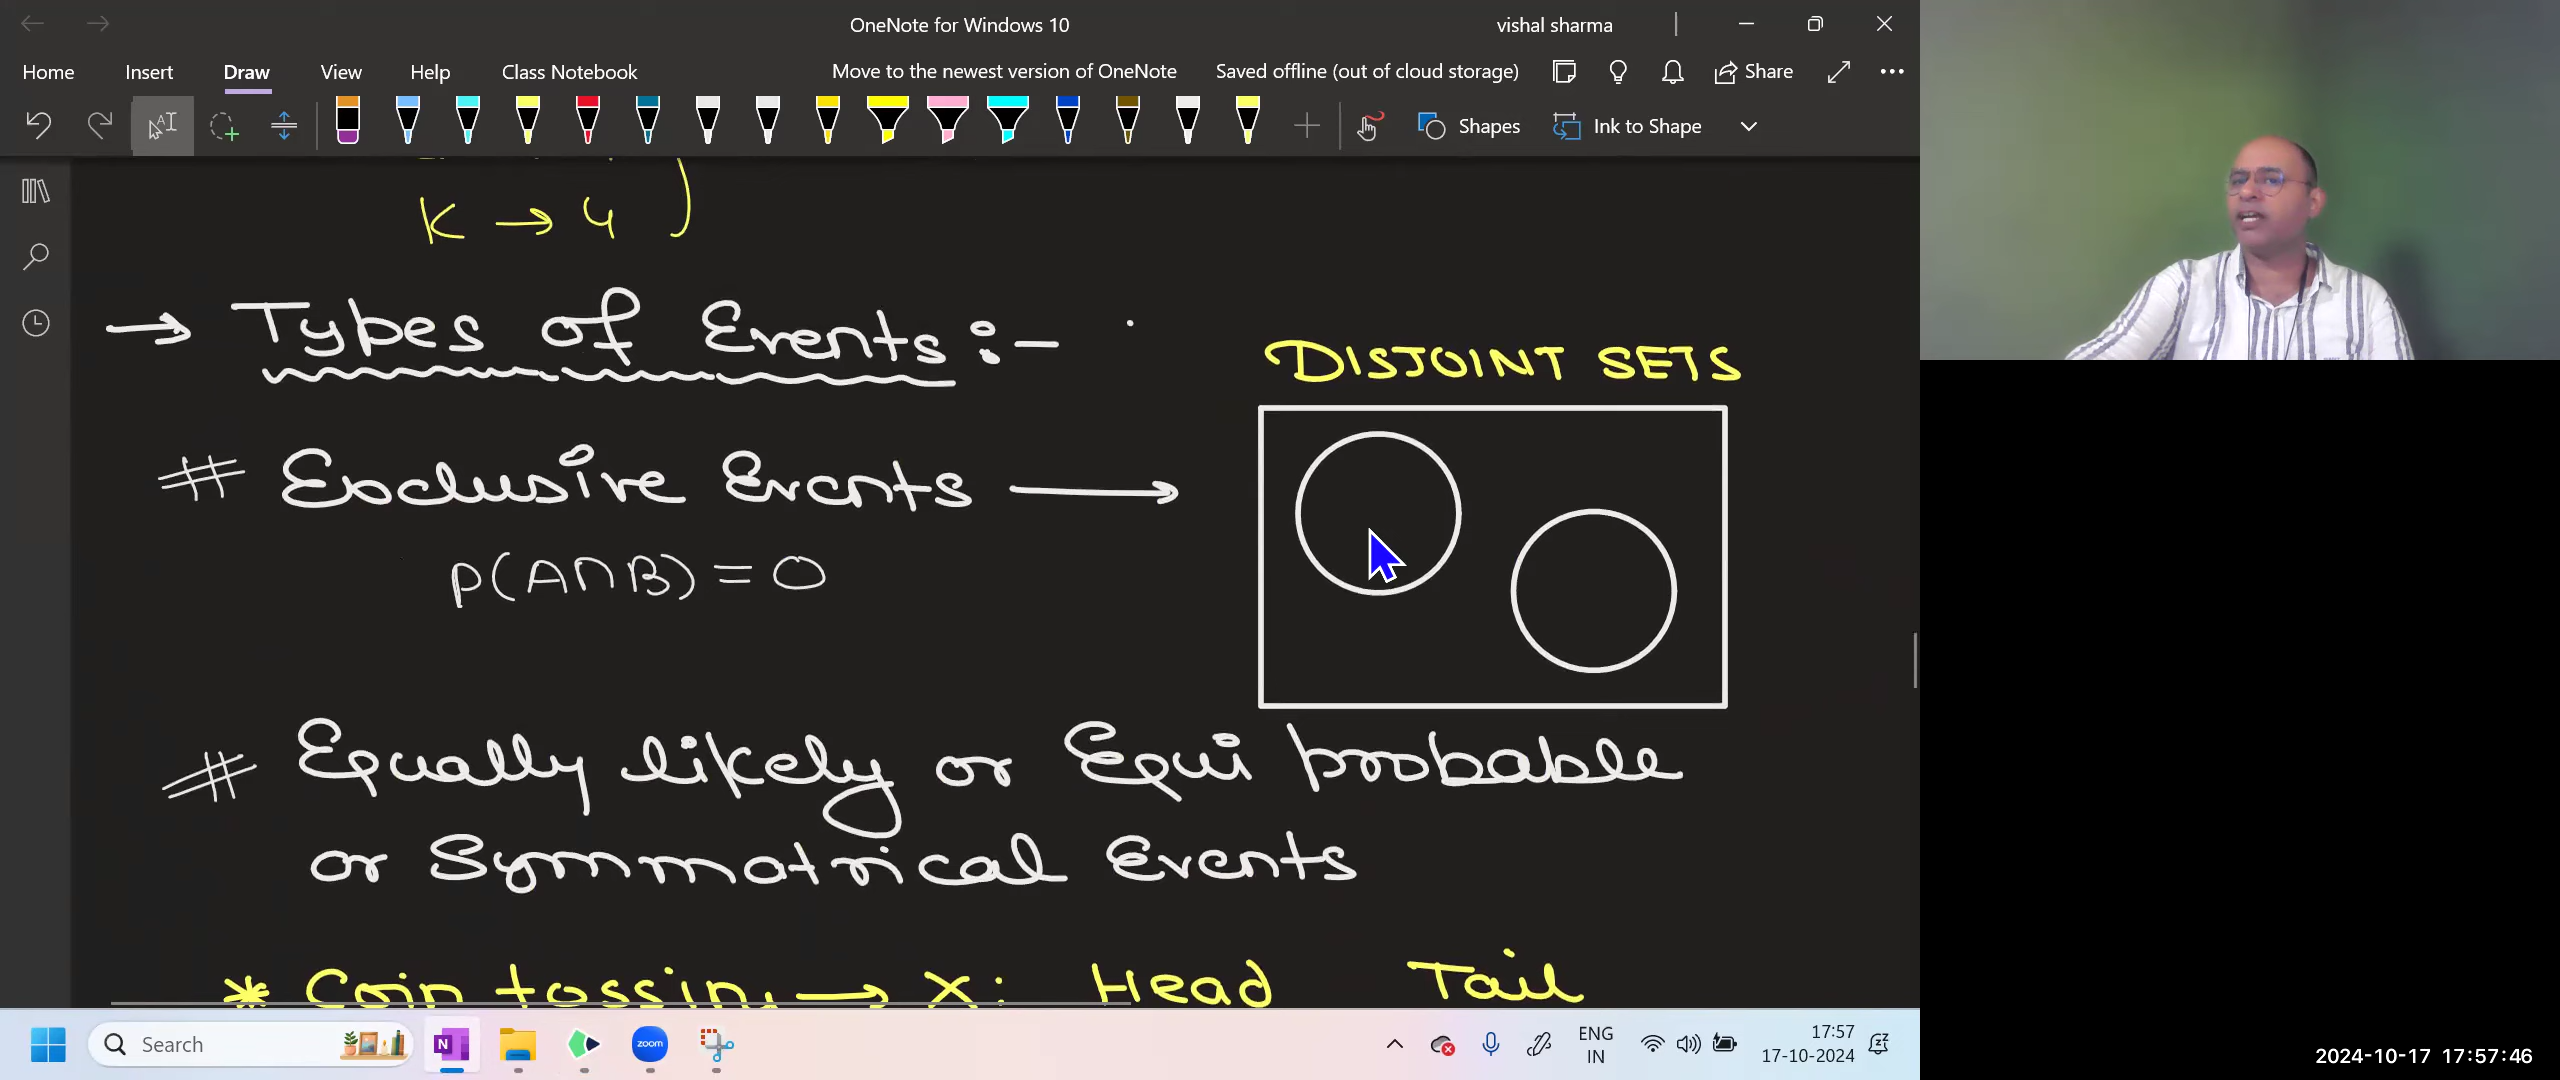 OneNote for Windows 10
vishal sharma
Home Insert Draw View Help Class Notebook
Move to the newest version of OneNote Saved offline (out of cloud storage) Share
Shapes Ink to Shape
K → 4
→ Types of Events :-
DISJOINT SETS
# Exclusive Events →
P(A∩B) = 0
# Equally likely or Equi probable
or Symmatrical Events
* Coin tossing → X: Head Tail
Search
zoom
ENG
IN
17:57
17-10-2024
2024-10-17 17:57:46